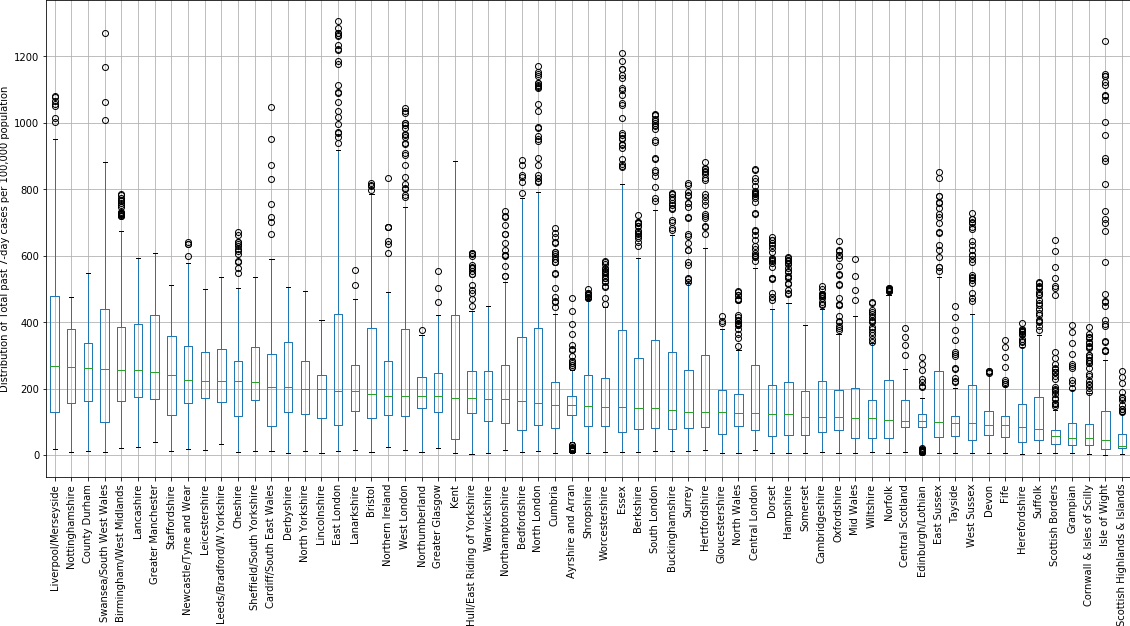 Distribution of Total past 7-day cases per 100,000 population
1200
1000
800
600
400
200
0
Liverpool/Merseyside
Nottinghamshire
County Durham
Swansea/South West Wales
Birmingham/West Midlands
Lancashire
Greater Manchester
Staffordshire
Newcastle/Tyne and Wear
Leicestershire
Leeds/Bradford/W Yorkshire
Cheshire
Sheffield/South Yorkshire
Cardiff/South East Wales
Derbyshire
North Yorkshire
Lincolnshire
East London
Lanarkshire
Bristol
Northern Ireland
West London
Northumberland
Greater Glasgow
Kent
Hull/East Riding of Yorkshire
Warwickshire
Northamptonshire
Bedfordshire
North London
Cumbria
Ayrshire and Arran
Shropshire
Worcestershire
Essex
Berkshire
South London
Buckinghamshire
Surrey
Hertfordshire
Gloucestershire
North Wales
Central London
Dorset
Hampshire
Somerset
Cambridgeshire
Oxfordshire
Mid Wales
Wiltshire
Norfolk
Central Scotland
Edinburgh/Lothian
East Sussex
Tayside
West Sussex
Devon
Fife
Herefordshire
Suffolk
Scottish Borders
Grampian
Cornwall & Isles of Scilly
Isle of Wight
Scottish Highlands & Islands